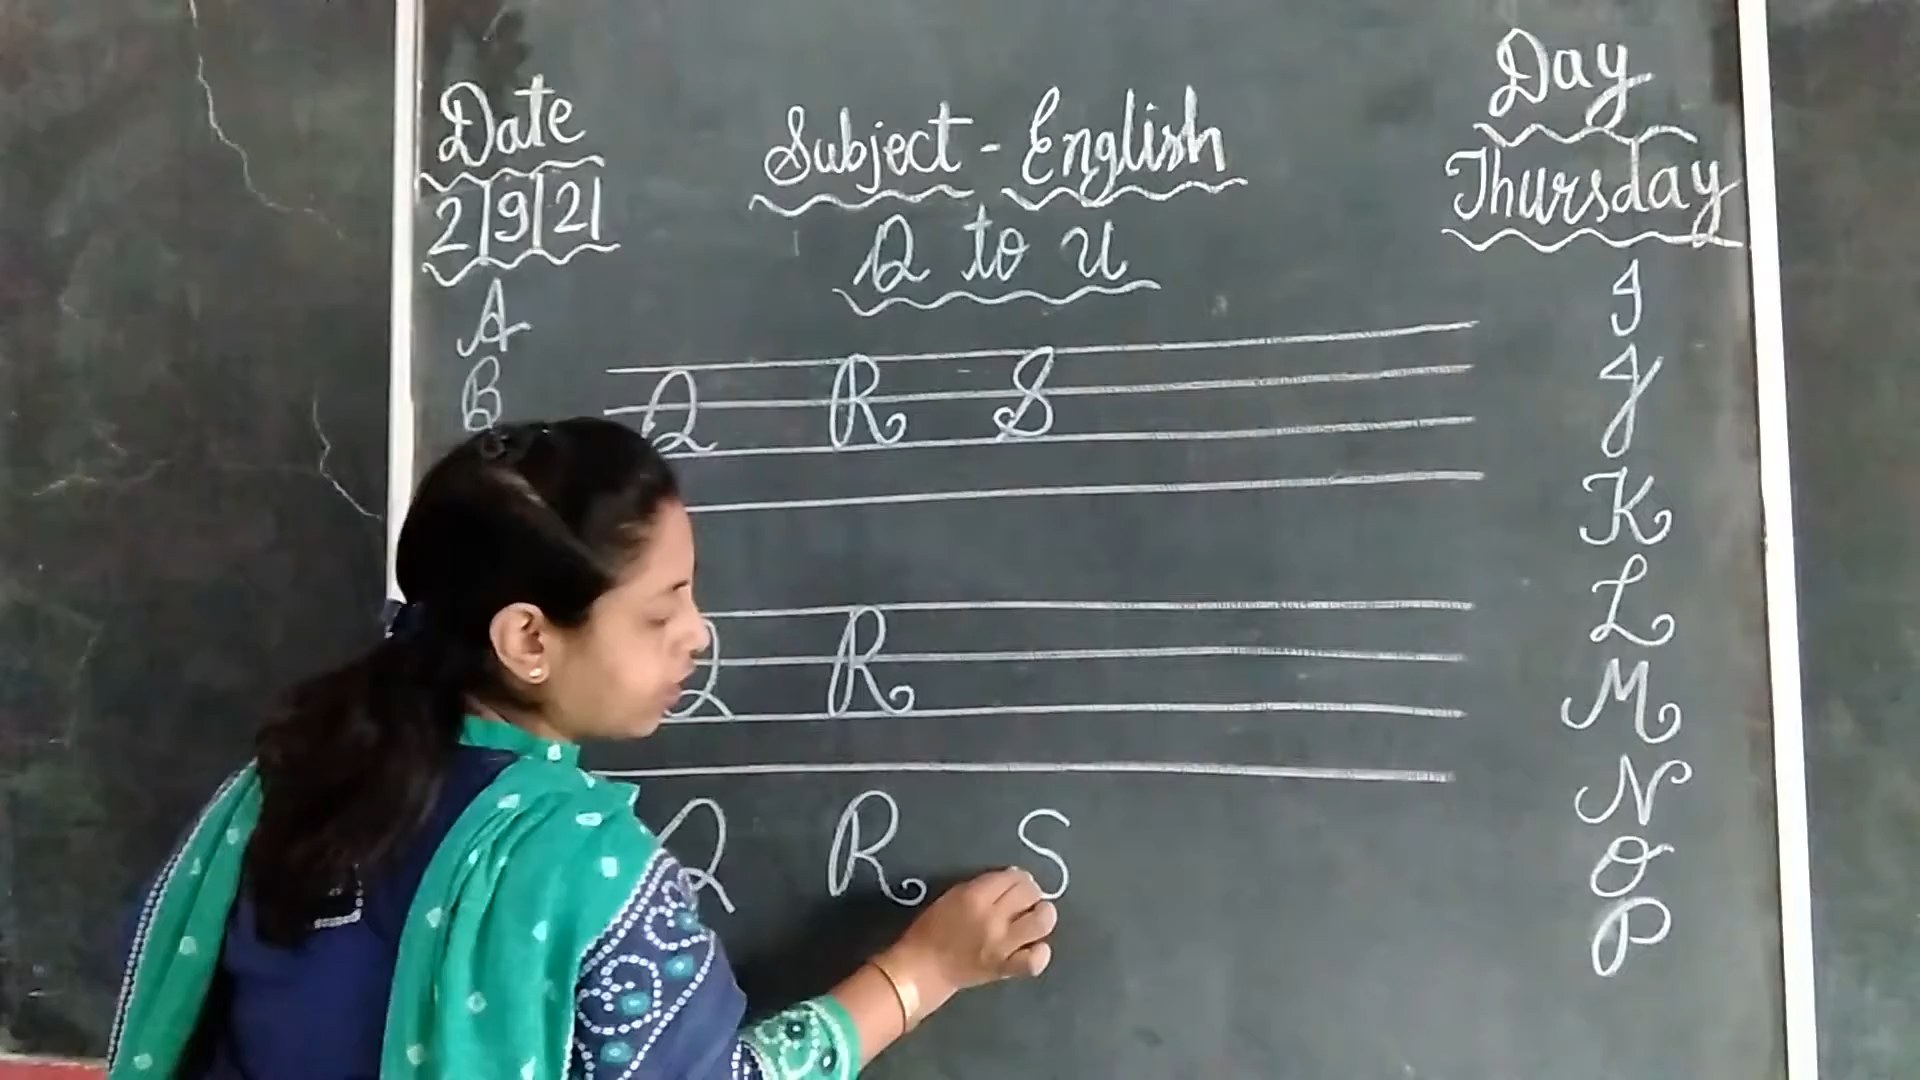 Date
2|9|21
Subject - English
Q to U
Day
Thursday
A
B
Q R S
Q R
Q R S
I
J
K
L
M
N
O
P